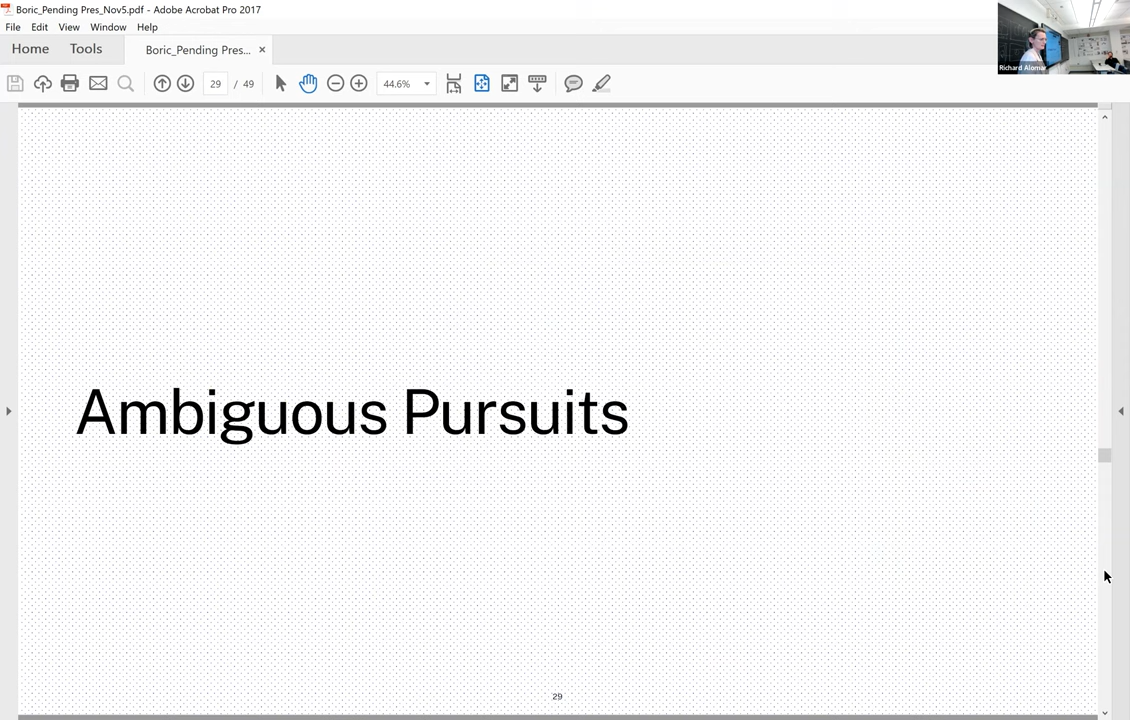 Boric_Pending Pres_Nov5.pdf - Adobe Acrobat Pro 2017
File Edit View Window Help
Home Tools Boric_Pending Pres... ×
29 / 49 44.6%
Richard Alomar
Ambiguous Pursuits
29